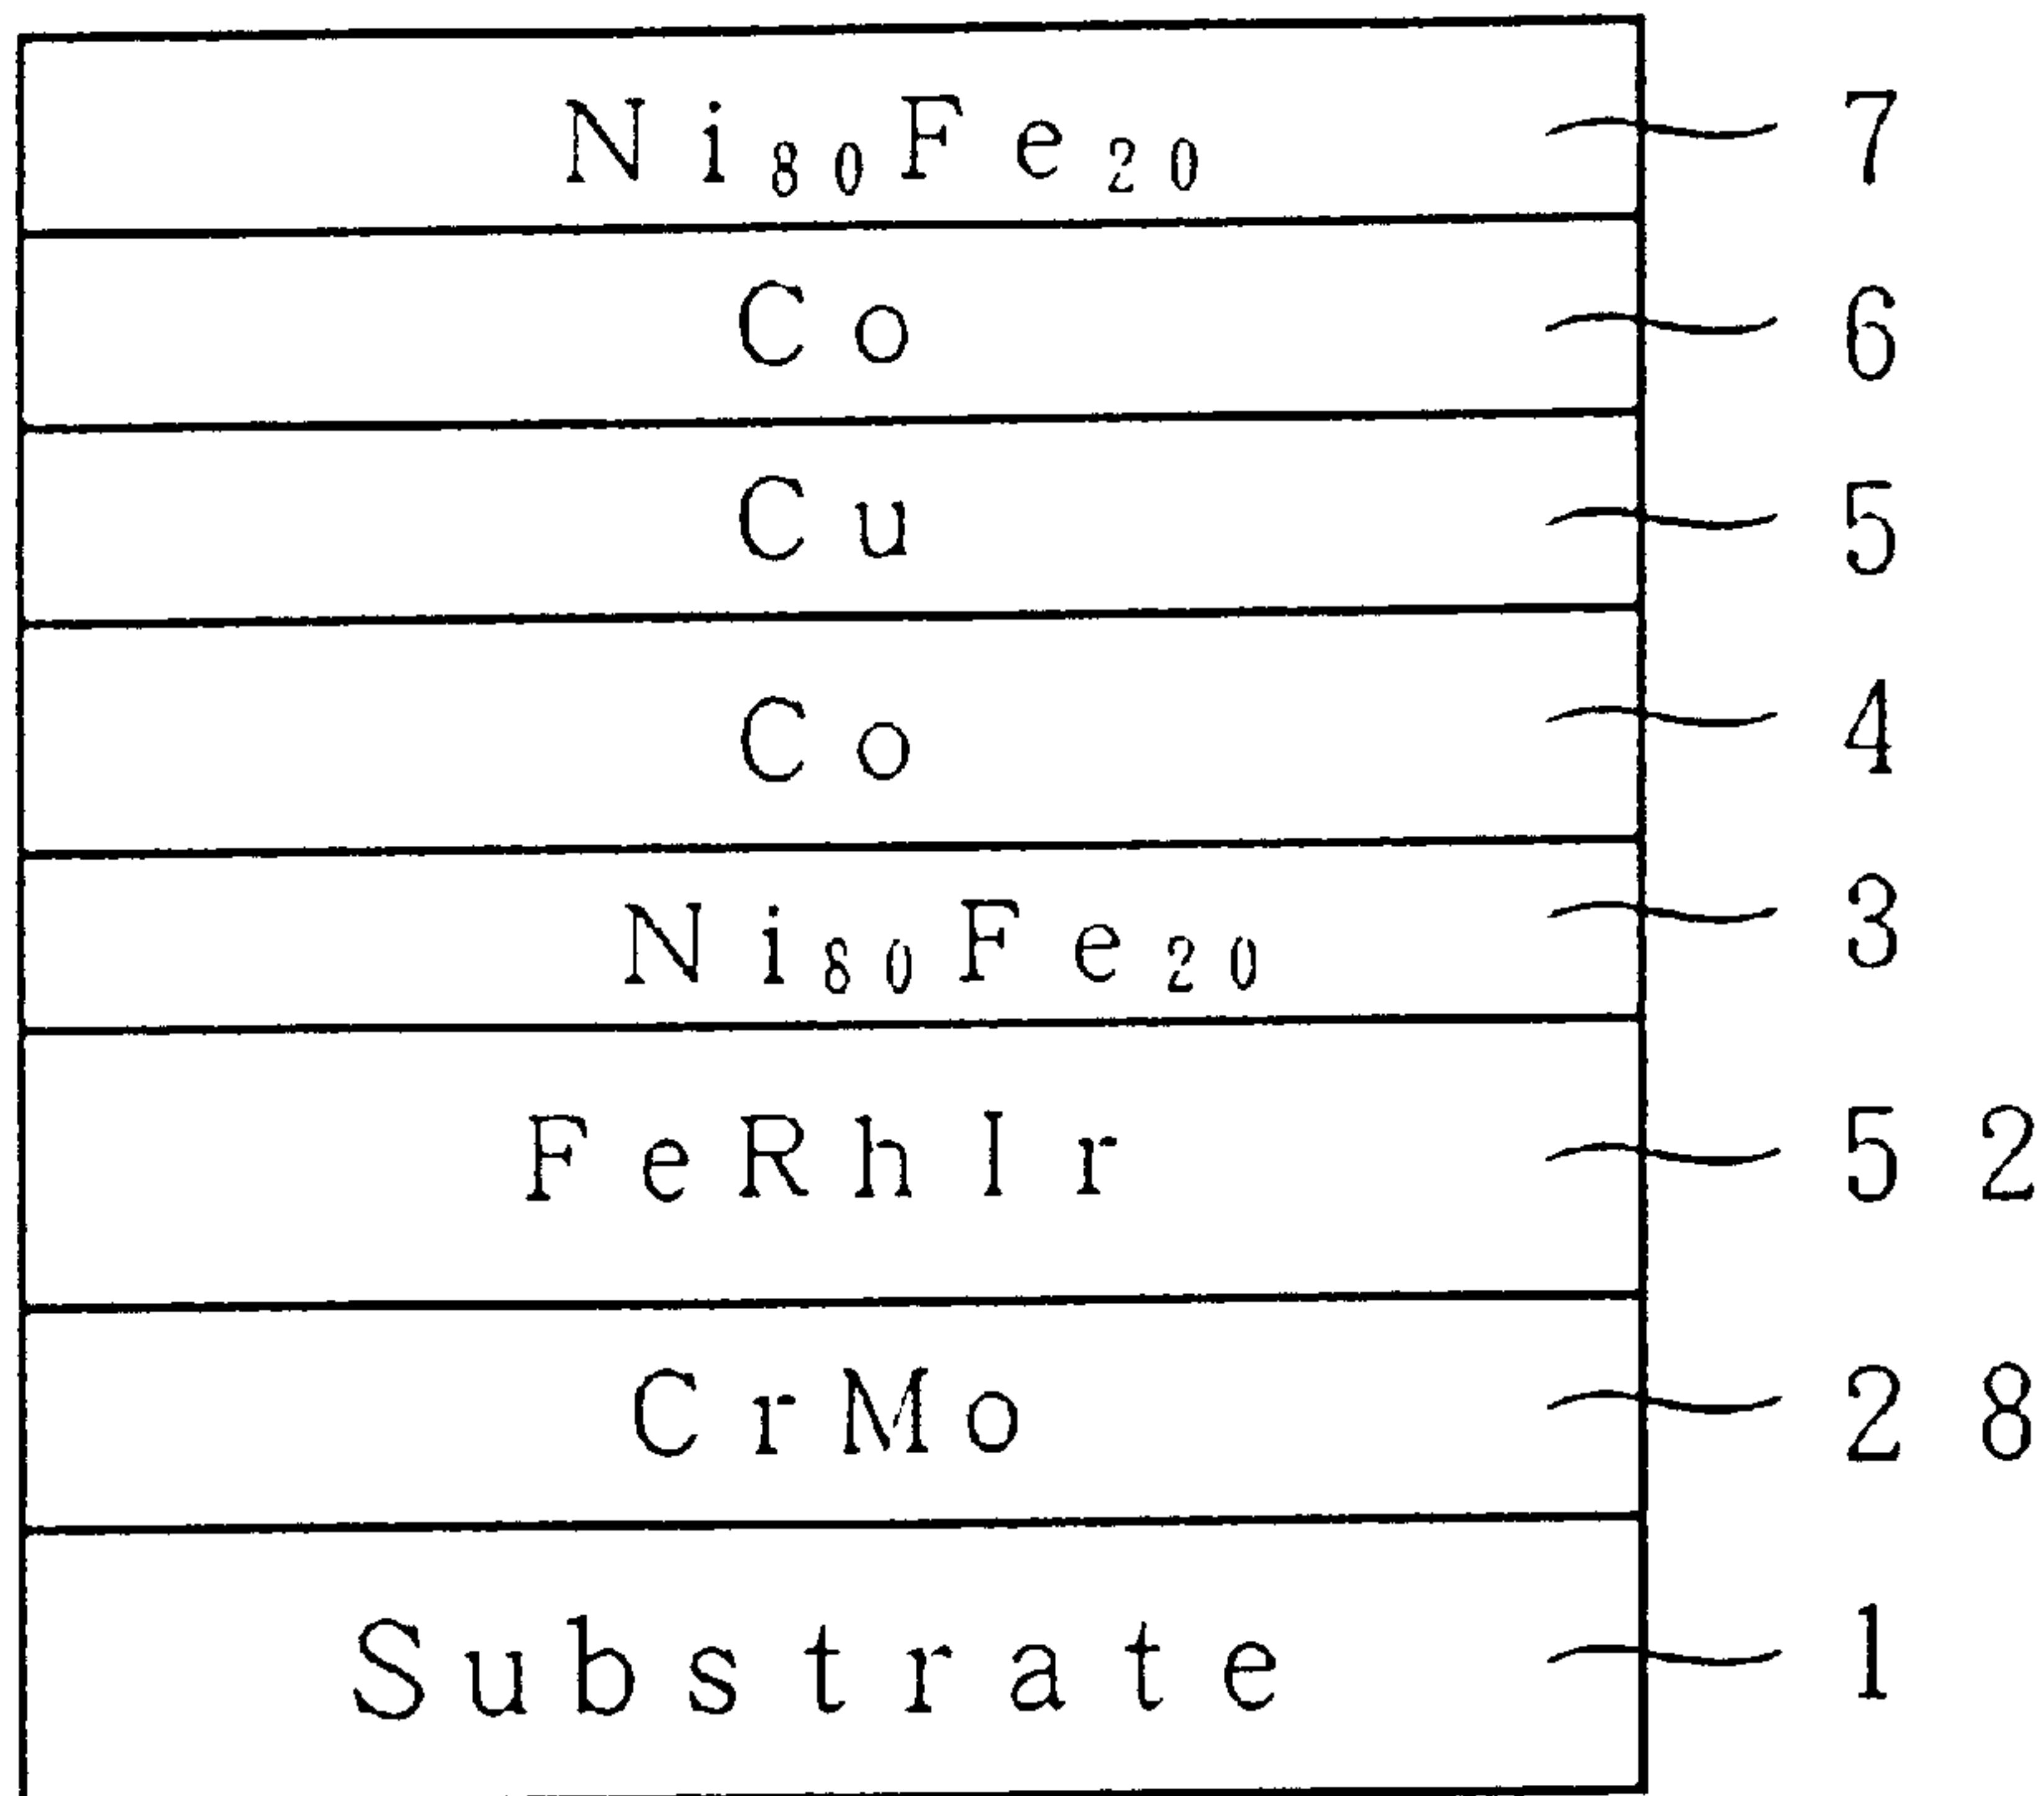 Ni₈₀Fe₂₀ 7
Co 6
Cu 5
Co 4
Ni₈₀Fe₂₀ 3
FeRhIr 52
CrMo 28
Substrate 1